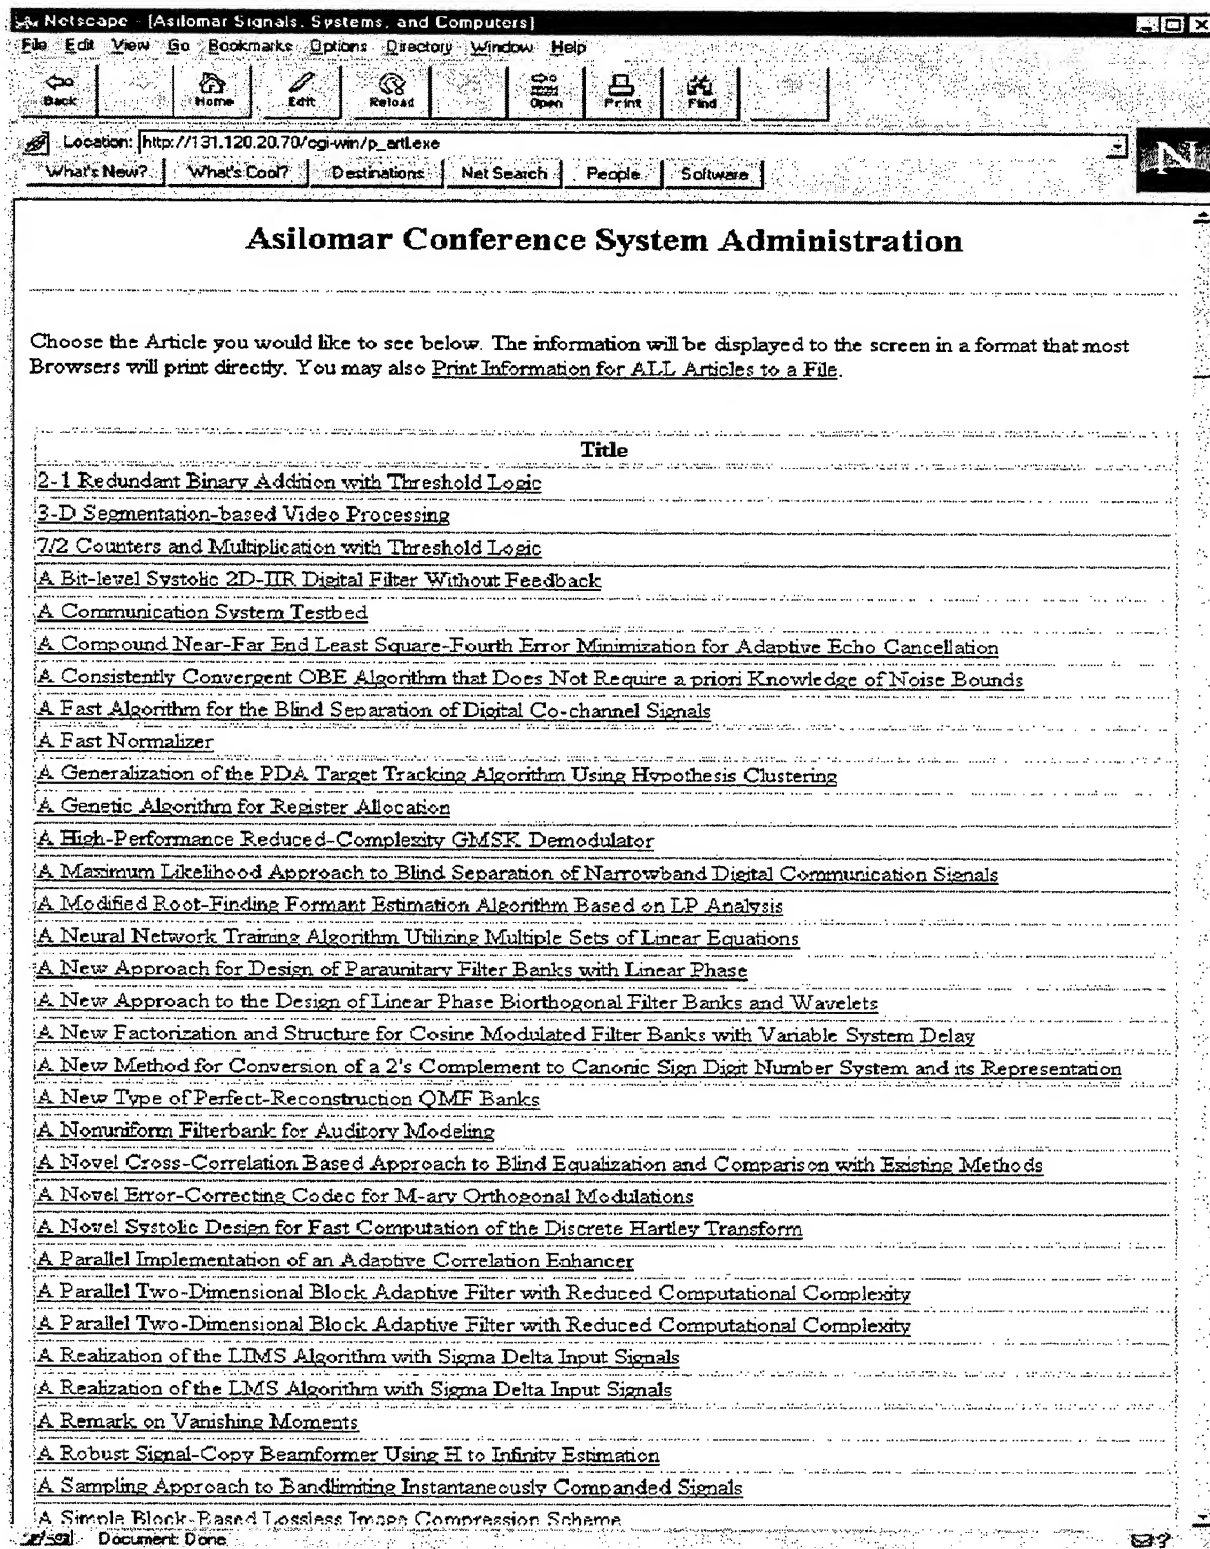 Netscape - [Asilomar Signals, Systems, and Computers]
File Edit View Go Bookmarks Options Directory Window Help
Back Home Edit Reload Open Print Find
Location: http://131.120.20.70/cgi-win/p_artl.exe
N
What's New? What's Cool? Destinations Net Search People Software
Asilomar Conference System Administration
Choose the Article you would like to see below. The information will be displayed to the screen in a format that most
Browsers will print directly. You may also Print Information for ALL Articles to a File.
Title
2-1 Redundant Binary Addition with Threshold Logic
3-D Segmentation-based Video Processing
7/2 Counters and Multiplication with Threshold Logic
A Bit-level Systolic 2D-IIR Digital Filter Without Feedback
A Communication System Testbed
A Compound Near-Far End Least Square-Fourth Error Minimization for Adaptive Echo Cancellation
A Consistently Convergent OBE Algorithm that Does Not Require a priori Knowledge of Noise Bounds
A Fast Algorithm for the Blind Separation of Digital Co-channel Signals
A Fast Normalizer
A Generalization of the PDA Target Tracking Algorithm Using Hypothesis Clustering
A Genetic Algorithm for Register Allocation
A High-Performance Reduced-Complexity GMSK Demodulator
A Maximum Likelihood Approach to Blind Separation of Narrowband Digital Communication Signals
A Modified Root-Finding Formant Estimation Algorithm Based on LP Analysis
A Neural Network Training Algorithm Utilizing Multiple Sets of Linear Equations
A New Approach for Design of Paraunitary Filter Banks with Linear Phase
A New Approach to the Design of Linear Phase Biorthogonal Filter Banks and Wavelets
A New Factorization and Structure for Cosine Modulated Filter Banks with Variable System Delay
A New Method for Conversion of a 2's Complement to Canonic Sign Digit Number System and its Representation
A New Type of Perfect-Reconstruction QMF Banks
A Nonuniform Filterbank for Auditory Modeling
A Novel Cross-Correlation Based Approach to Blind Equalization and Comparison with Existing Methods
A Novel Error-Correcting Codec for M-ary Orthogonal Modulations
A Novel Systolic Design for Fast Computation of the Discrete Hartley Transform
A Parallel Implementation of an Adaptive Correlation Enhancer
A Parallel Two-Dimensional Block Adaptive Filter with Reduced Computational Complexity
A Parallel Two-Dimensional Block Adaptive Filter with Reduced Computational Complexity
A Realization of the LIMS Algorithm with Sigma Delta Input Signals
A Realization of the LMS Algorithm with Sigma Delta Input Signals
A Remark on Vanishing Moments
A Robust Signal-Copy Beamformer Using H to Infinity Estimation
A Sampling Approach to Bandlimiting Instantaneously Companded Signals
A Simple Block-Based Lossless Image Compression Scheme
Document: Done